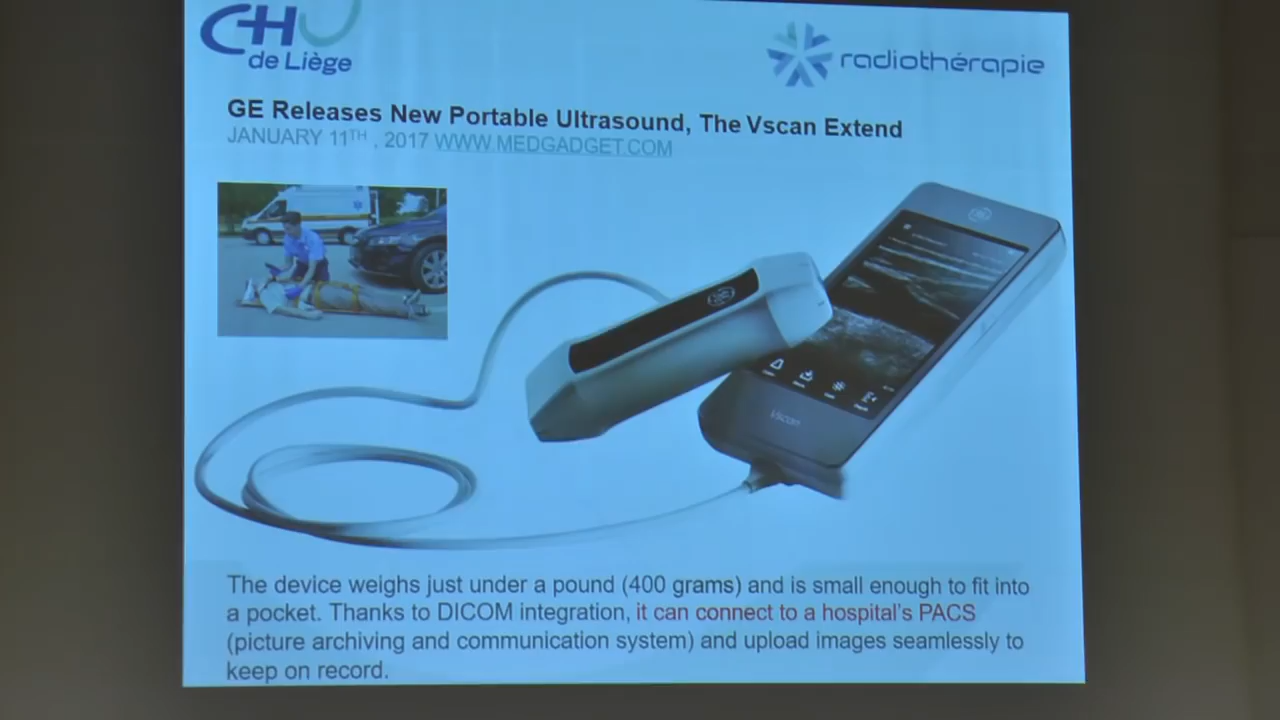 CHU
de Liège
radiothérapie
GE Releases New Portable Ultrasound, The Vscan Extend
JANUARY 11TH , 2017 WWW.MEDGADGET.COM
Vscan
The device weighs just under a pound (400 grams) and is small enough to fit into
a pocket. Thanks to DICOM integration, it can connect to a hospital's PACS
(picture archiving and communication system) and upload images seamlessly to
keep on record.